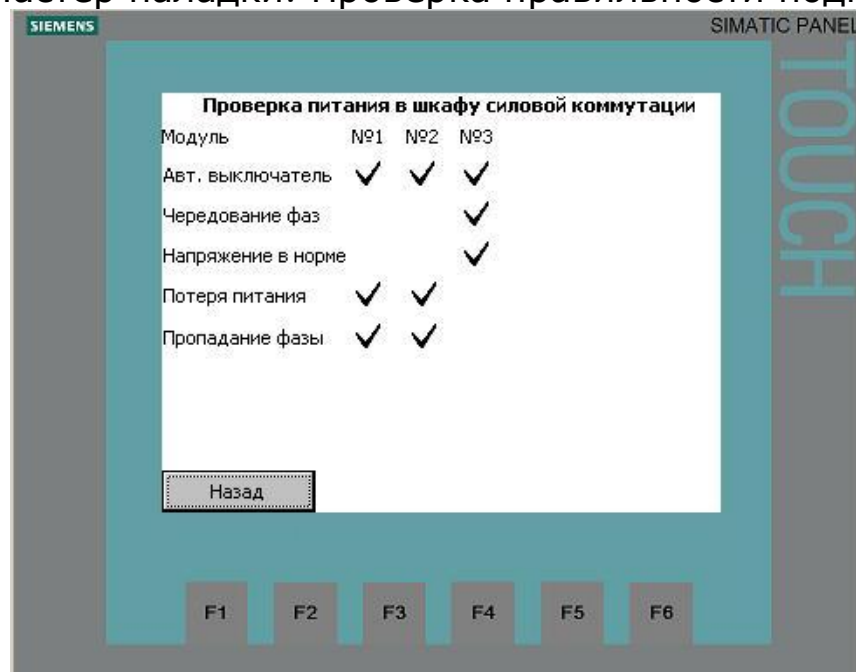 SIEMENS
SIMATIC PANEL
TOUCH
Проверка питания в шкафу силовой коммутации
Модуль №1 №2 №3
Авт. выключатель ✓ ✓ ✓
Чередование фаз ✓
Напряжение в норме ✓
Потеря питания ✓ ✓
Пропадание фазы ✓ ✓
Назад
F1 F2 F3 F4 F5 F6